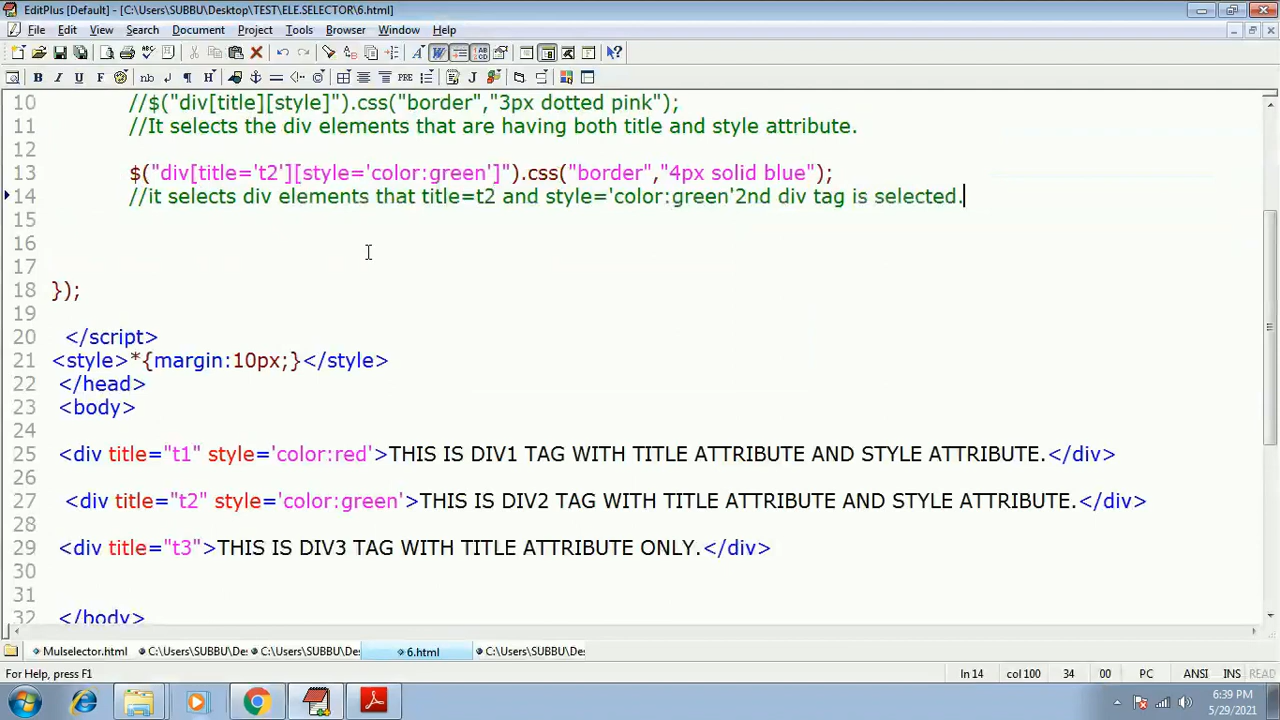 EditPlus [Default] - [C:\Users\SUBBU\Desktop\TEST\ELE.SELECTOR\6.html]
File Edit View Search Document Project Tools Browser Window Help
10 //$("div[title][style]").css("border","3px dotted pink");
11 //It selects the div elements that are having both title and style attribute.
12
13 $("div[title='t2'][style='color:green']").css("border","4px solid blue");
14 //it selects div elements that title=t2 and style='color:green'2nd div tag is selected.
15
16
17
18 });
19
20 </script>
21 <style>*{margin:10px;}</style>
22 </head>
23 <body>
24
25 <div title="t1" style='color:red'>THIS IS DIV1 TAG WITH TITLE ATTRIBUTE AND STYLE ATTRIBUTE.</div>
26
27 <div title="t2" style='color:green'>THIS IS DIV2 TAG WITH TITLE ATTRIBUTE AND STYLE ATTRIBUTE.</div>
28
29 <div title="t3">THIS IS DIV3 TAG WITH TITLE ATTRIBUTE ONLY.</div>
30
31
32 </body>
Mulselector.html C:\Users\SUBBU\De: C:\Users\SUBBU\De: 6.html C:\Users\SUBBU\De:
For Help, press F1 Ln 14 col 100 34 00 PC ANSI INS READ
6:39 PM
5/29/2021